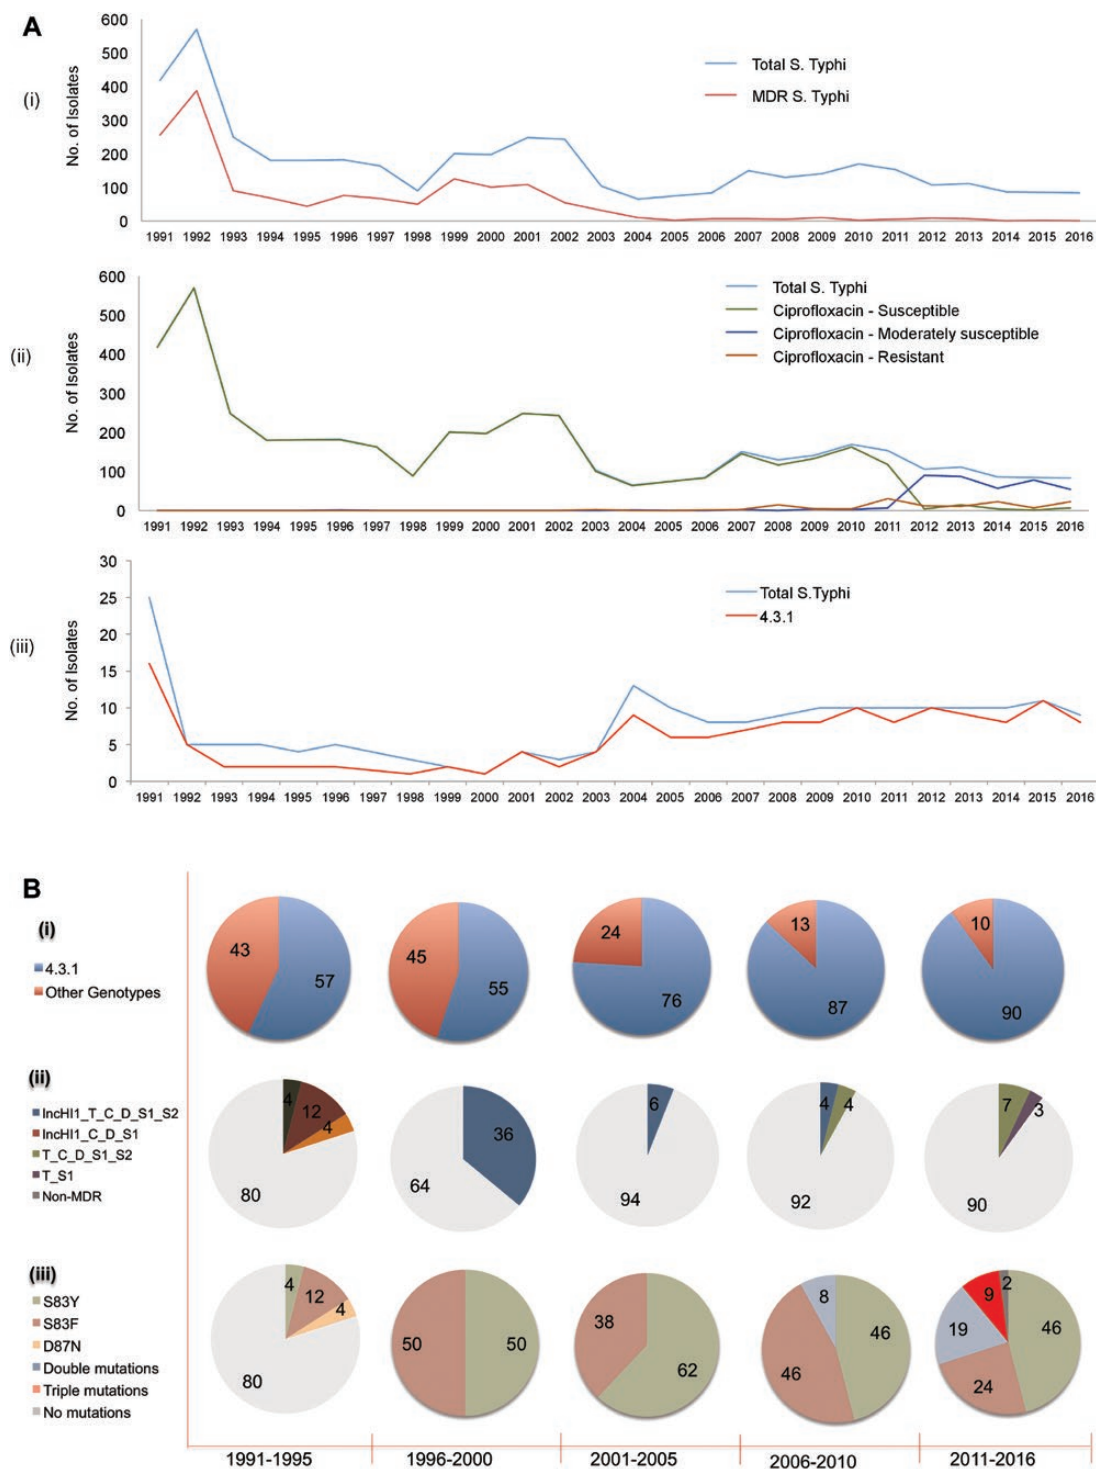 A
(i)
No. of Isolates
600
500
400
300
200
100
0
Total S. Typhi
MDR S. Typhi
1991 1992 1993 1994 1995 1996 1997 1998 1999 2000 2001 2002 2003 2004 2005 2006 2007 2008 2009 2010 2011 2012 2013 2014 2015 2016
(ii)
No. of Isolates
600
500
400
300
200
100
0
Total S. Typhi
Ciprofloxacin - Susceptible
Ciprofloxacin - Moderately susceptible
Ciprofloxacin - Resistant
1991 1992 1993 1994 1995 1996 1997 1998 1999 2000 2001 2002 2003 2004 2005 2006 2007 2008 2009 2010 2011 2012 2013 2014 2015 2016
(iii)
No. of Isolates
30
25
20
15
10
5
0
Total S.Typhi
4.3.1
1991 1992 1993 1994 1995 1996 1997 1998 1999 2000 2001 2002 2003 2004 2005 2006 2007 2008 2009 2010 2011 2012 2013 2014 2015 2016
B
(i)
4.3.1
Other Genotypes
43 57 45 55 24 76 13 87 10 90
(ii)
IncHI1_T_C_D_S1_S2
IncHI1_C_D_S1
T_C_D_S1_S2
T_S1
Non-MDR
4 12 4 80 36 64 6 94 4 4 92 7 3 90
(iii)
S83Y
S83F
D87N
Double mutations
Triple mutations
No mutations
4 12 4 80 50 50 38 62 8 46 46 9 2 19 46 24
1991-1995 1996-2000 2001-2005 2006-2010 2011-2016